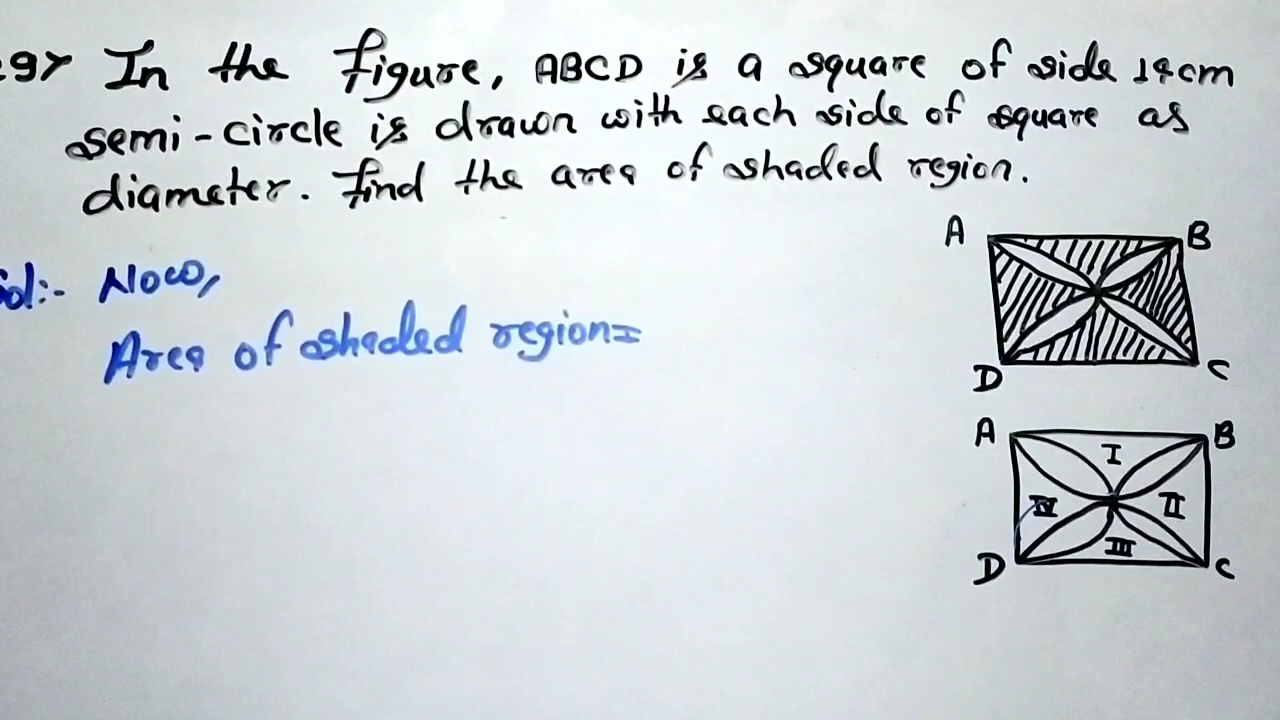 29> In the figure, ABCD is a square of side 14cm
semi-circle is drawn with each side of square as
diameter. Find the area of shaded region.
A B
D C
Sol:- Now,
Area of shaded region=
A B
I
IV II
III
D C